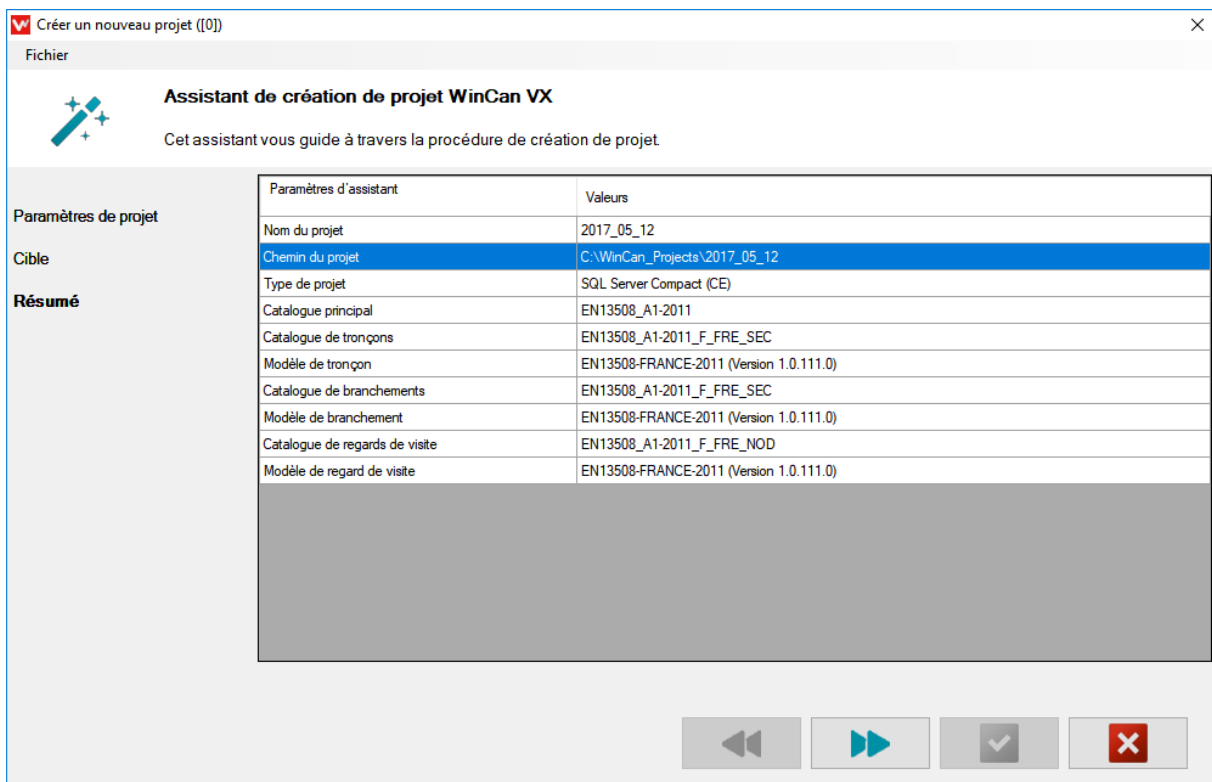 Créer un nouveau projet ([0])
Fichier
Assistant de création de projet WinCan VX
Cet assistant vous guide à travers la procédure de création de projet.
Paramètres de projet
Cible
Résumé
Paramètres d'assistant Valeurs
Nom du projet 2017_05_12
Chemin du projet C:\WinCan_Projects\2017_05_12
Type de projet SQL Server Compact (CE)
Catalogue principal EN13508_A1-2011
Catalogue de tronçons EN13508_A1-2011_F_FRE_SEC
Modèle de tronçon EN13508-FRANCE-2011 (Version 1.0.111.0)
Catalogue de branchements EN13508_A1-2011_F_FRE_SEC
Modèle de branchement EN13508-FRANCE-2011 (Version 1.0.111.0)
Catalogue de regards de visite EN13508_A1-2011_F_FRE_NOD
Modèle de regard de visite EN13508-FRANCE-2011 (Version 1.0.111.0)